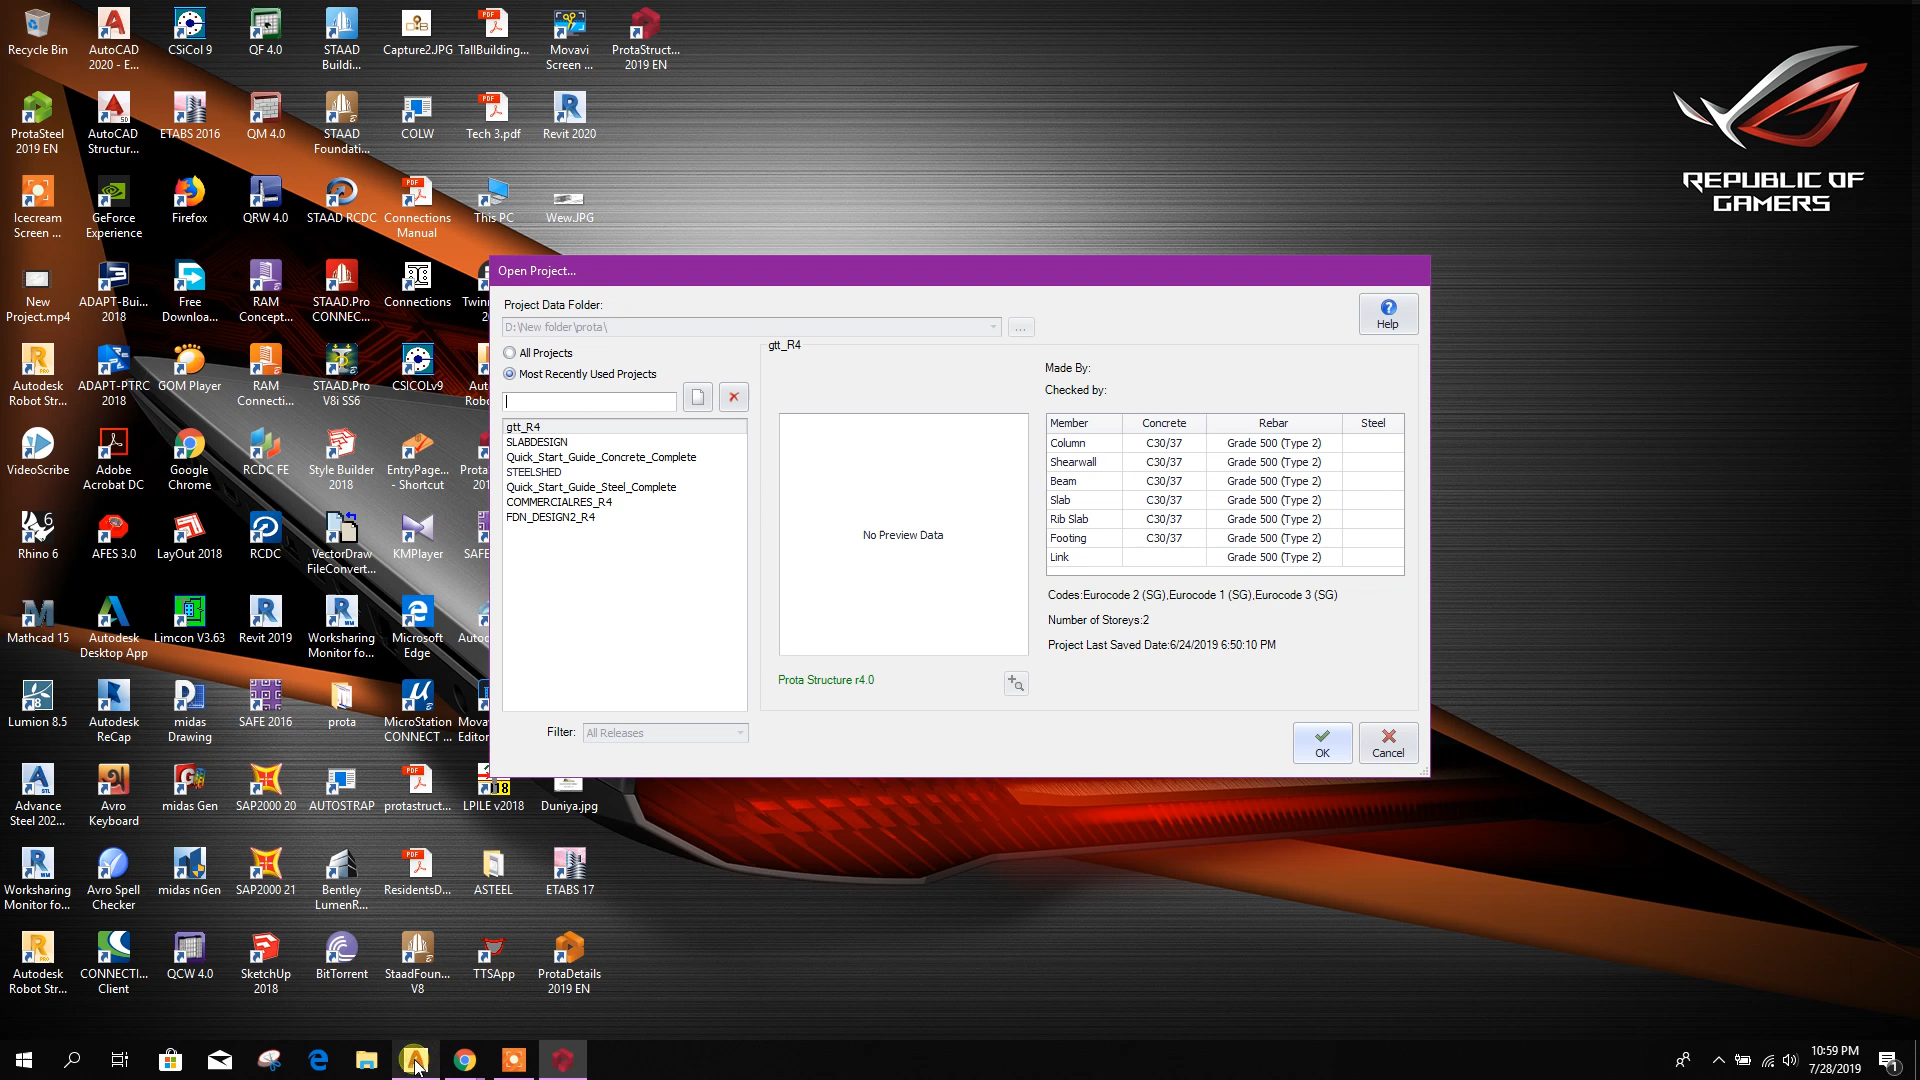 Recycle Bin
AutoCAD
2020 - E...
CSiCol 9
QF 4.0
STAAD
Buildi...
Capture2.JPG
TallBuilding...
Movavi
Screen ...
ProtaStruct...
2019 EN
ProtaSteel
2019 EN
AutoCAD
Structur...
ETABS 2016
QM 4.0
STAAD
Foundati...
COLW
Tech 3.pdf
Revit 2020
Icecream
Screen ...
GeForce
Experience
Firefox
QRW 4.0
STAAD RCDC
Connections
Manual
This PC
Wew.JPG
REPUBLIC OF
GAMERS
New
Project.mp4
ADAPT-Bui...
2018
Free
Downloa...
RAM
Concept...
STAAD.Pro
CONNEC...
Connections
Twinm
Autodesk
Robot Str...
ADAPT-PTRC
2018
GOM Player
RAM
Connecti...
STAAD.Pro
V8i SS6
CSICOLv9
VideoScribe
Adobe
Acrobat DC
Google
Chrome
RCDC FE
Style Builder
2018
EntryPage...
- Shortcut
Rhino 6
AFES 3.0
LayOut 2018
RCDC
VectorDraw
FileConvert...
KMPlayer
SAFE
Mathcad 15
Autodesk
Desktop App
Limcon V3.63
Revit 2019
Worksharing
Monitor fo...
Microsoft
Edge
Lumion 8.5
Autodesk
ReCap
midas
Drawing
SAFE 2016
prota
MicroStation
CONNECT ...
Mova
Editor
Advance
Steel 202...
Avro
Keyboard
midas Gen
SAP2000 20
AUTOSTRAP
protastruct...
LPILE v2018
Duniya.jpg
Worksharing
Monitor fo...
Avro Spell
Checker
midas nGen
SAP2000 21
Bentley
LumenR...
ResidentsD...
ASTEEL
ETABS 17
Autodesk
Robot Str...
CONNECTI...
Client
QCW 4.0
SketchUp
2018
BitTorrent
StaadFoun...
V8
TTSApp
ProtaDetails
2019 EN
Open Project...
Project Data Folder:
D:\New folder\prota\
...
Help
All Projects
Most Recently Used Projects
gtt_R4
SLABDESIGN
Quick_Start_Guide_Concrete_Complete
STEELSHED
Quick_Start_Guide_Steel_Complete
COMMERCIALRES_R4
FDN_DESIGN2_R4
Filter: All Releases
gtt_R4
No Preview Data
Prota Structure r4.0
Made By:
Checked by:
Member Concrete Rebar Steel
Column C30/37 Grade 500 (Type 2)
Shearwall C30/37 Grade 500 (Type 2)
Beam C30/37 Grade 500 (Type 2)
Slab C30/37 Grade 500 (Type 2)
Rib Slab C30/37 Grade 500 (Type 2)
Footing C30/37 Grade 500 (Type 2)
Link Grade 500 (Type 2)
Codes:Eurocode 2 (SG),Eurocode 1 (SG),Eurocode 3 (SG)
Number of Storeys:2
Project Last Saved Date:6/24/2019 6:50:10 PM
OK
Cancel
10:59 PM
7/28/2019
1